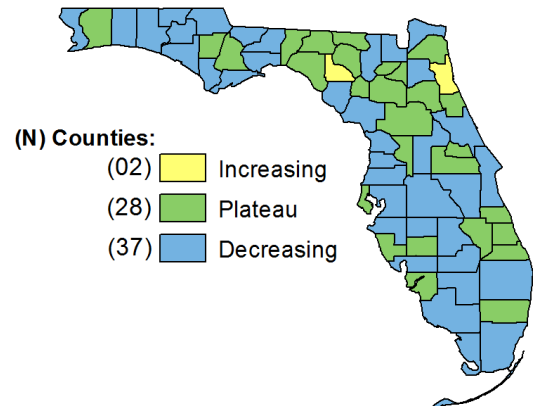 (N) Counties:
(02) Increasing
(28) Plateau
(37) Decreasing